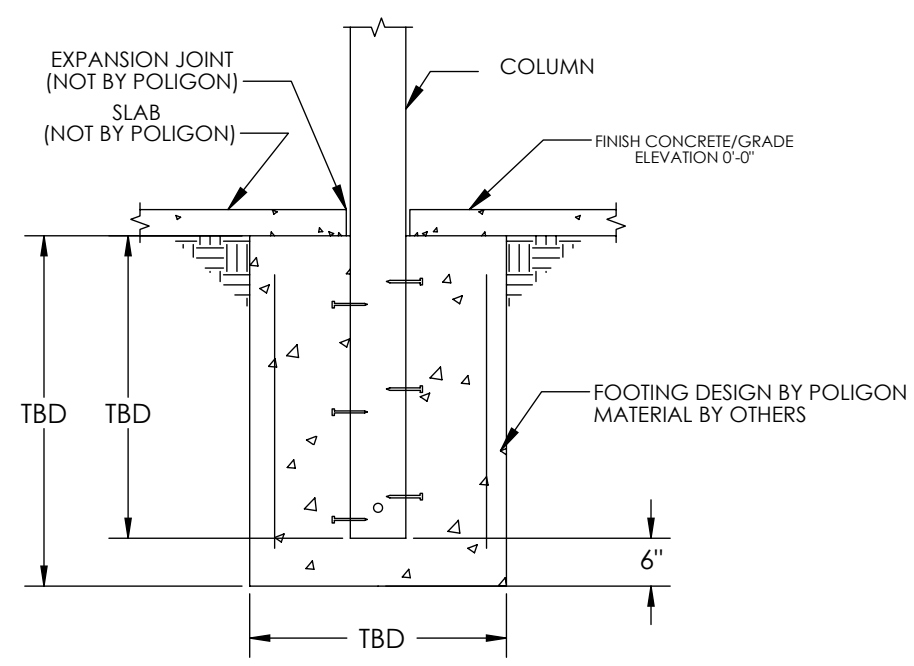 EXPANSION JOINT
(NOT BY POLIGON)
SLAB
(NOT BY POLIGON)
COLUMN
FINISH CONCRETE/GRADE
ELEVATION 0'-0"
TBD
TBD
FOOTING DESIGN BY POLIGON
MATERIAL BY OTHERS
6"
TBD